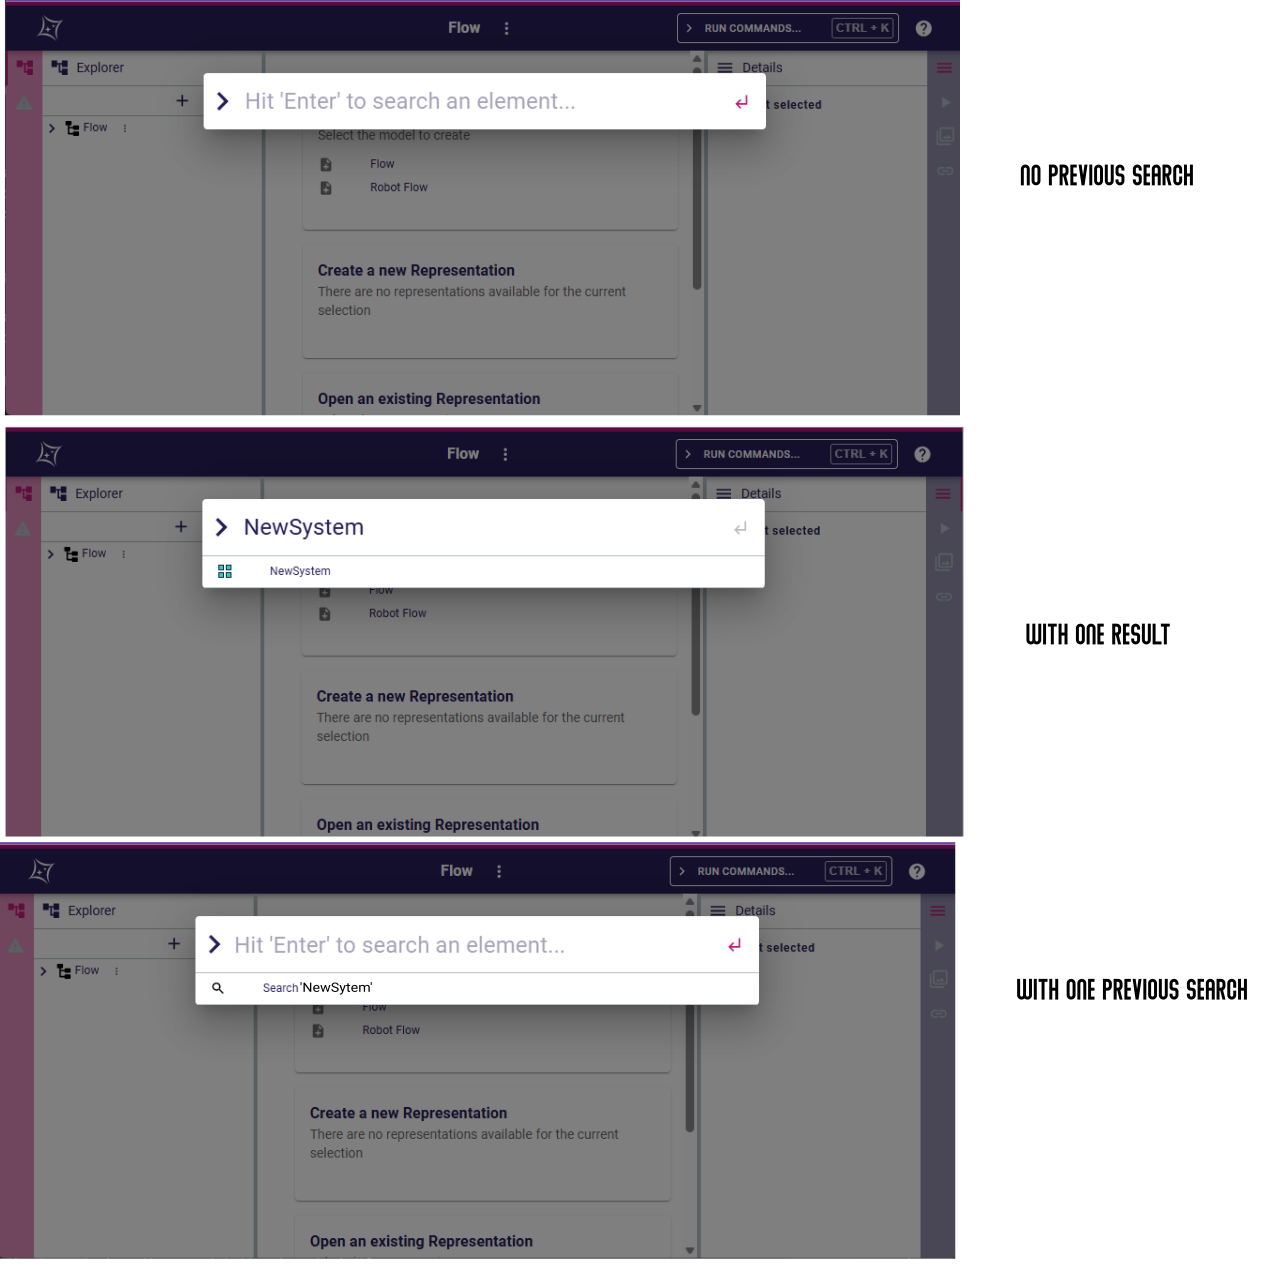 Flow
RUN COMMANDS... CTRL + K
Explorer
Details
Hit 'Enter' to search an element...
t selected
Flow
Select the model to create
Flow
Robot Flow
NO PREVIOUS SEARCH
Create a new Representation
There are no representations available for the current
selection
Open an existing Representation
Flow
RUN COMMANDS... CTRL + K
Explorer
Details
NewSystem
t selected
Flow
NewSystem
Flow
Robot Flow
WITH ONE RESULT
Create a new Representation
There are no representations available for the current
selection
Open an existing Representation
Flow
RUN COMMANDS... CTRL + K
Explorer
Details
Hit 'Enter' to search an element...
t selected
Flow
Search 'NewSytem'
Flow
Robot Flow
WITH ONE PREVIOUS SEARCH
Create a new Representation
There are no representations available for the current
selection
Open an existing Representation